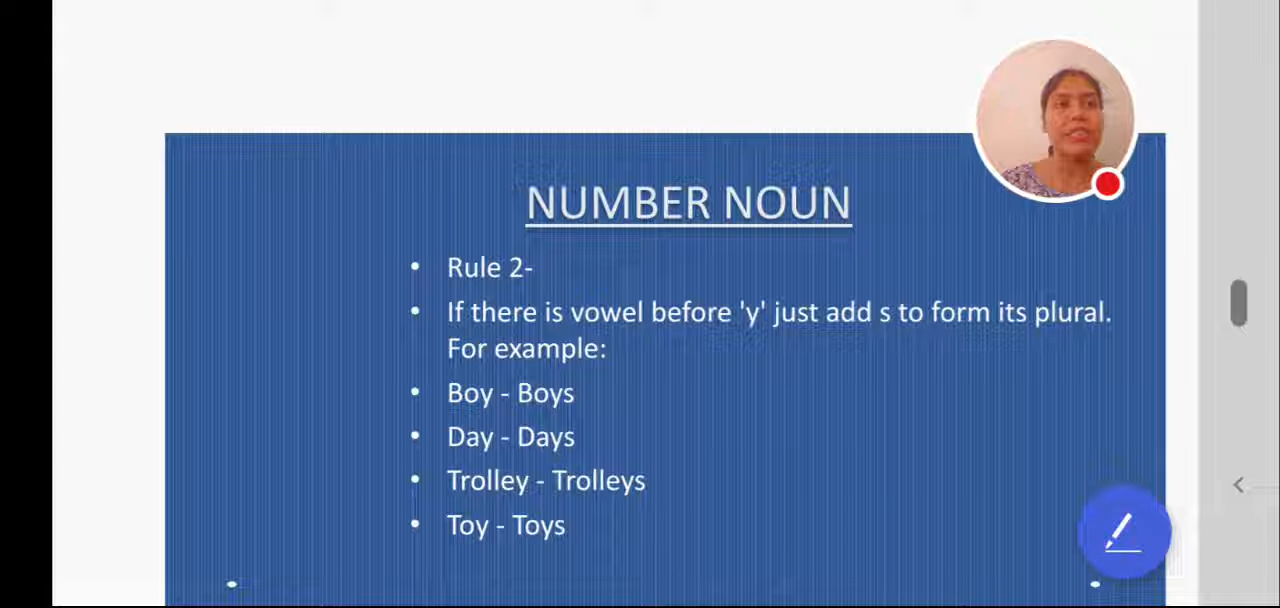 NUMBER NOUN
• Rule 2-
• If there is vowel before 'y' just add s to form its plural.
For example:
• Boy - Boys
• Day - Days
• Trolley - Trolleys
• Toy - Toys